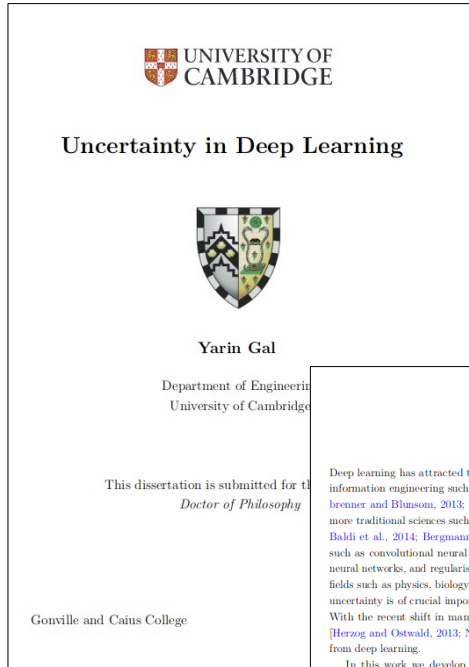 UNIVERSITY OF
CAMBRIDGE
Uncertainty in Deep Learning
Yarin Gal
Department of Engineerin
University of Cambridge
This dissertation is submitted for th
Doctor of Philosophy
Gonville and Caius College
Deep learning has attracted t
information engineering such
brenner and Blunsom, 2013;
more traditional sciences such
Baldi et al., 2014; Bergmann
such as convolutional neural
neural networks, and regularis
fields such as physics, biology
uncertainty is of crucial impo
With the recent shift in man
[Herzog and Ostwald, 2013; N
from deep learning.
In this work we develop